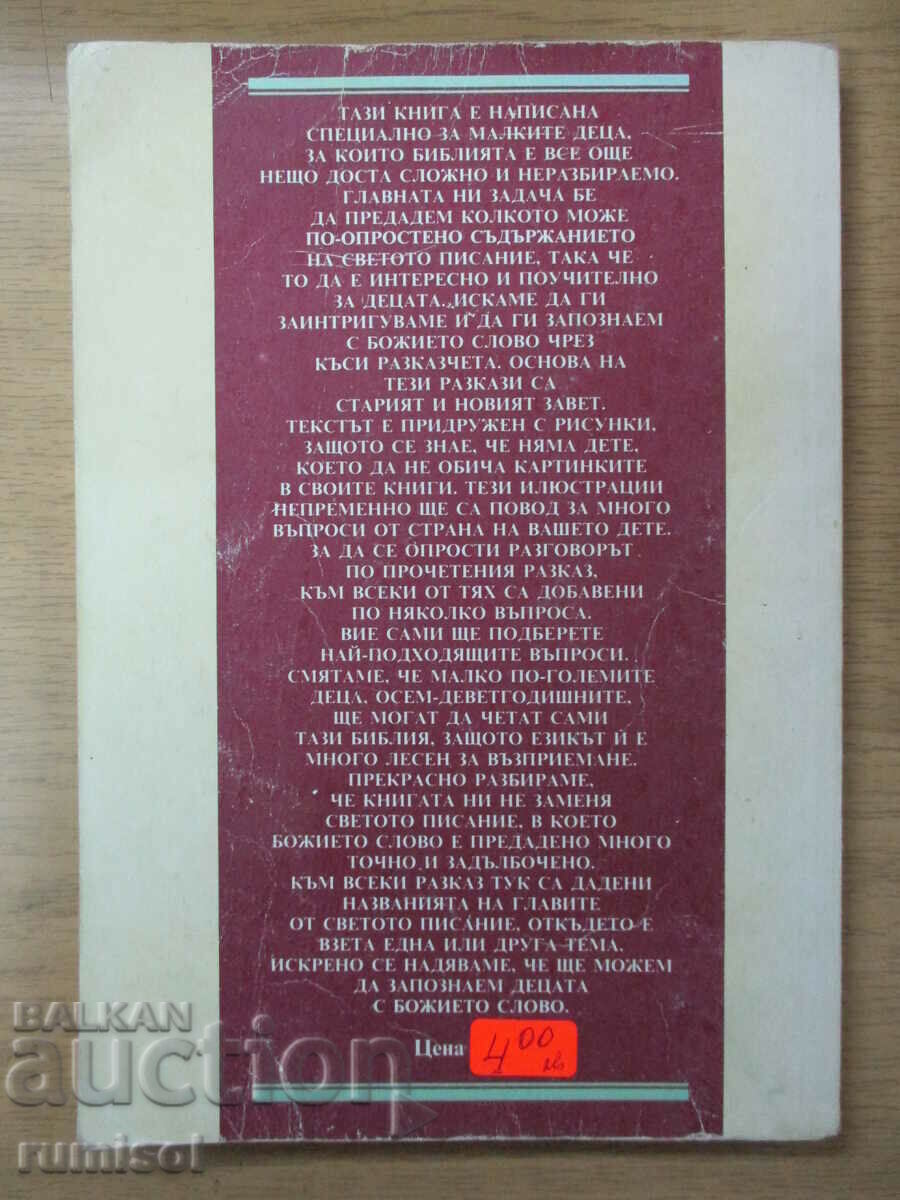 ТАЗИ КНИГА Е НАПИСАНА
СПЕЦИАЛНО ЗА МАЛКИТЕ ДЕЦА,
ЗА КОИТО БИБЛИЯТА Е ВСЕ ОЩЕ
НЕЩО ДОСТА СЛОЖНО И НЕРАЗБИРАЕМО.
ГЛАВНАТА НИ ЗАДАЧА БЕ
ДА ПРЕДАДЕМ КОЛКОТО МОЖЕ
ПО-ОПРОСТЕНО СЪДЪРЖАНИЕТО
НА СВЕТОТО ПИСАНИЕ, ТАКА ЧЕ
ТО ДА Е ИНТЕРЕСНО И ПОУЧИТЕЛНО
ЗА ДЕЦАТА. ИСКАМЕ ДА ГИ
ЗАИНТРИГУВАМЕ И ДА ГИ ЗАПОЗНАЕМ
С БОЖИЕТО СЛОВО ЧРЕЗ
КЪСИ РАЗКАЗЧЕТА. ОСНОВА НА
ТЕЗИ РАЗКАЗИ СА
СТАРИЯТ И НОВИЯТ ЗАВЕТ.
ТЕКСТЪТ Е ПРИДРУЖЕН С РИСУНКИ,
ЗАЩОТО СЕ ЗНАЕ, ЧЕ НЯМА ДЕТЕ,
КОЕТО ДА НЕ ОБИЧА КАРТИНКИТЕ
В СВОИТЕ КНИГИ. ТЕЗИ ИЛЮСТРАЦИИ
НЕПРЕМЕННО ЩЕ СА ПОВОД ЗА МНОГО
ВЪПРОСИ ОТ СТРАНА НА ВАШЕТО ДЕТЕ.
ЗА ДА СЕ ОПРОСТИ РАЗГОВОРЪТ
ПО ПРОЧЕТЕНИЯ РАЗКАЗ,
КЪМ ВСЕКИ ОТ ТЯХ СА ДОБАВЕНИ
ПО НЯКОЛКО ВЪПРОСА.
ВИЕ САМИ ЩЕ ПОДБЕРЕТЕ
НАЙ-ПОДХОДЯЩИТЕ ВЪПРОСИ.
СМЯТАМЕ, ЧЕ МАЛКО ПО-ГОЛЕМИТЕ
ДЕЦА, ОСЕМ-ДЕВЕТГОДИШНИТЕ,
ЩЕ МОГАТ ДА ЧЕТАТ САМИ
ТАЗИ БИБЛИЯ, ЗАЩОТО ЕЗИКЪТ Й Е
МНОГО ЛЕСЕН ЗА ВЪЗПРИЕМАНЕ.
ПРЕКРАСНО РАЗБИРАМЕ,
ЧЕ КНИГАТА НИ НЕ ЗАМЕНЯ
СВЕТОТО ПИСАНИЕ, В КОЕТО
БОЖИЕТО СЛОВО Е ПРЕДАДЕНО МНОГО
ТОЧНО И ЗАДЪЛБОЧЕНО.
КЪМ ВСЕКИ РАЗКАЗ ТУК СА ДАДЕНИ
НАЗВАНИЯТА НА ГЛАВИТЕ
ОТ СВЕТОТО ПИСАНИЕ, ОТКЪДЕТО Е
ВЗЕТА ЕДНА ИЛИ ДРУГА ТЕМА.
ИСКРЕНО СЕ НАДЯВАМЕ, ЧЕ ЩЕ МОЖЕМ
ДА ЗАПОЗНАЕМ ДЕЦАТА
С БОЖИЕТО СЛОВО.
Цена 4 00 лв
BALKAN
auction
rumisol